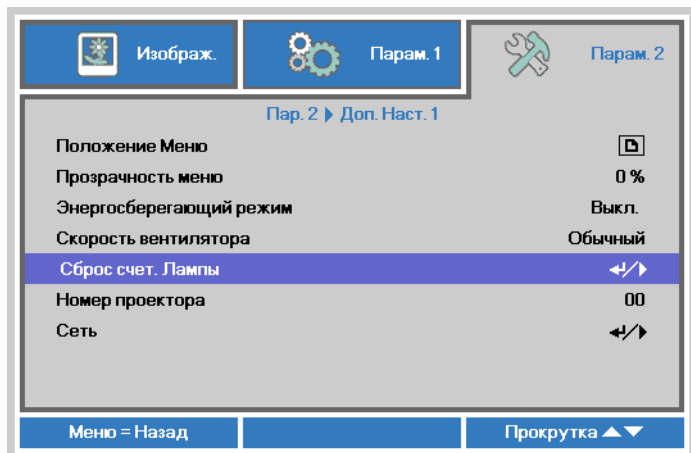 Изображ.
Парам. 1
Парам. 2
Пар. 2 ▶ Доп. Наст. 1
Положение Меню
Прозрачность меню 0 %
Энергосберегающий режим Выкл.
Скорость вентилятора Обычный
Сброс счет. Лампы ↵/▶
Номер проектора 00
Сеть ↵/▶
Меню = Назад
Прокрутка ▲▼